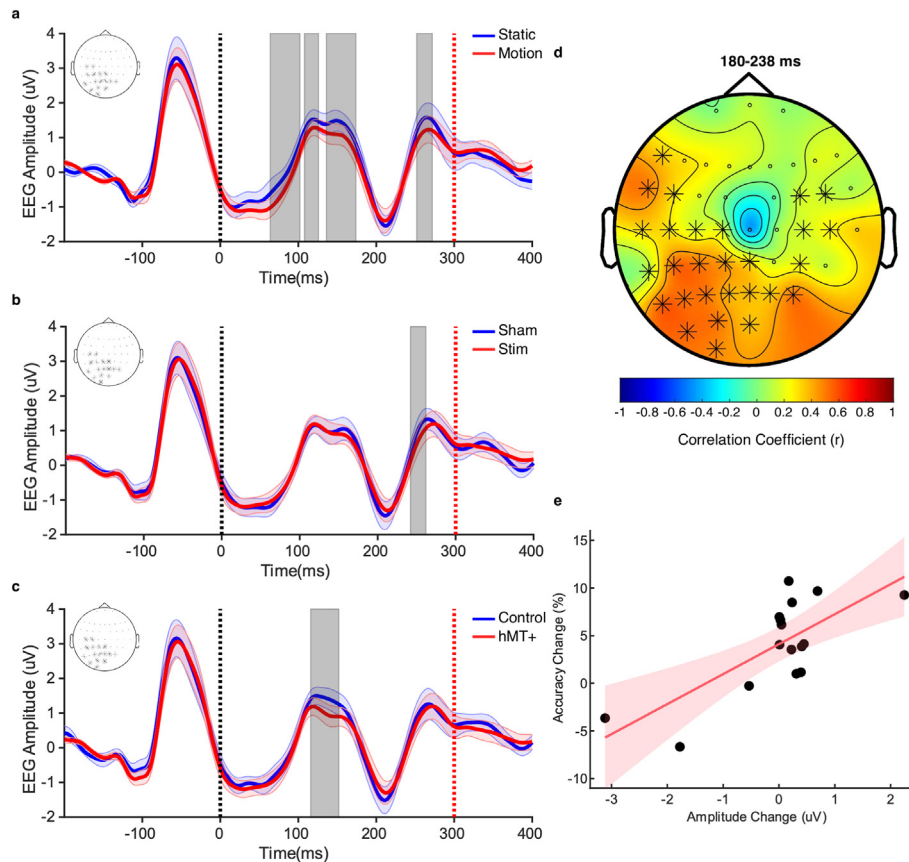 a
Static
Motion
EEG Amplitude (uV)
4
3
2
1
0
-1
-2
-100
0
100
200
300
400
Time(ms)
b
Sham
Stim
EEG Amplitude (uV)
4
3
2
1
0
-1
-2
-100
0
100
200
300
400
Time(ms)
c
Control
hMT+
EEG Amplitude (uV)
4
3
2
1
0
-1
-2
-100
0
100
200
300
400
Time(ms)
d
180-238 ms
-1 -0.8 -0.6 -0.4 -0.2 0 0.2 0.4 0.6 0.8 1
Correlation Coefficient (r)
e
Accuracy Change (%)
15
10
5
0
-5
-10
-3 -2 -1 0 1 2
Amplitude Change (uV)